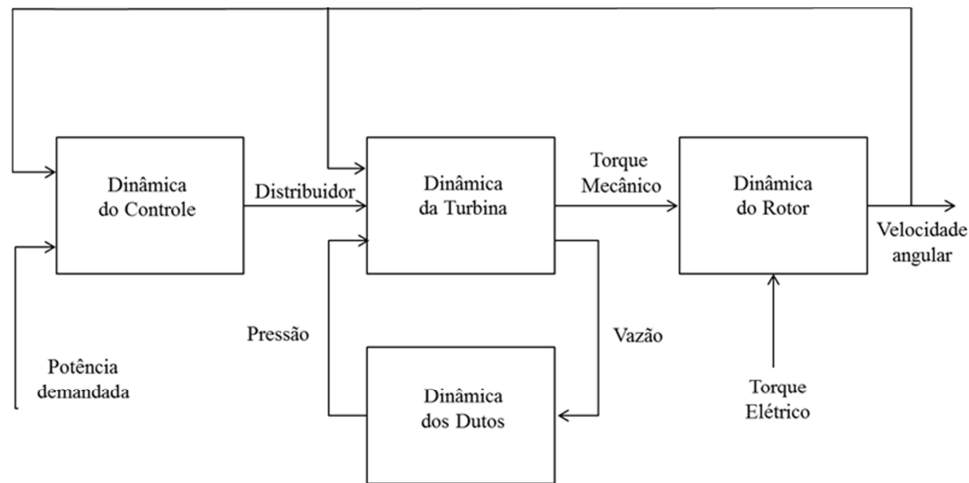 Dinâmica
do Controle
Distribuidor
Dinâmica
da Turbina
Torque
Mecânico
Dinâmica
do Rotor
Velocidade
angular
Pressão
Vazão
Potência
demandada
Dinâmica
dos Dutos
Torque
Elétrico